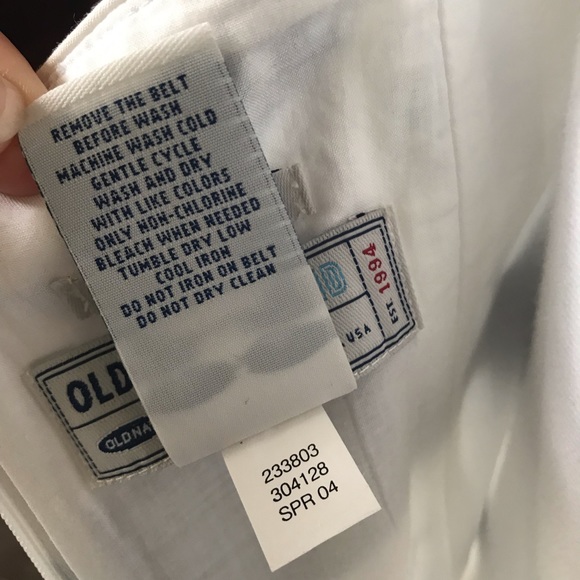 REMOVE THE BELT
BEFORE WASH
MACHINE WASH COLD
GENTLE CYCLE
WASH AND DRY
WITH LIKE COLORS
ONLY NON-CHLORINE
BLEACH WHEN NEEDED
TUMBLE DRY LOW
COOL IRON
DO NOT IRON ON BELT
DO NOT DRY CLEAN
OLD
OLD NA
EST. 1994
USA
233803
304128
SPR 04